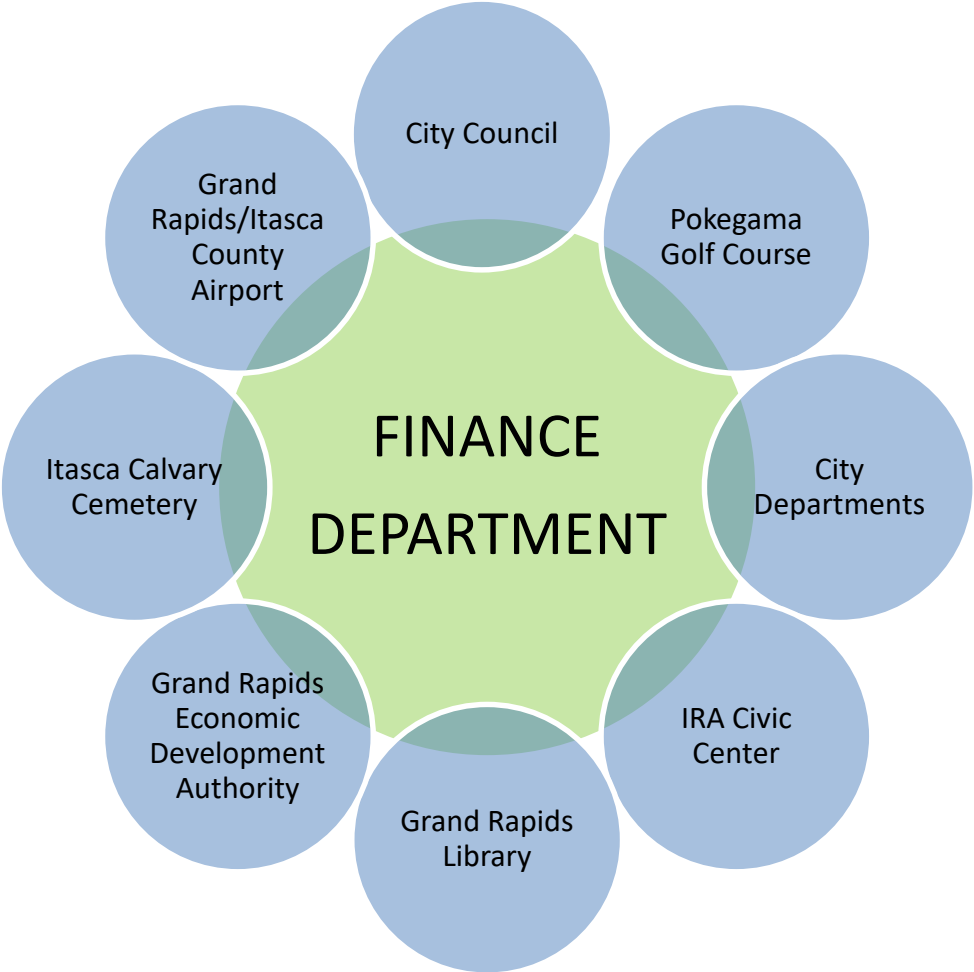 City Council
Pokegama
Golf Course
City
Departments
IRA Civic
Center
Grand Rapids
Library
Grand Rapids
Economic
Development
Authority
Itasca Calvary
Cemetery
Grand
Rapids/Itasca
County
Airport
FINANCE
DEPARTMENT